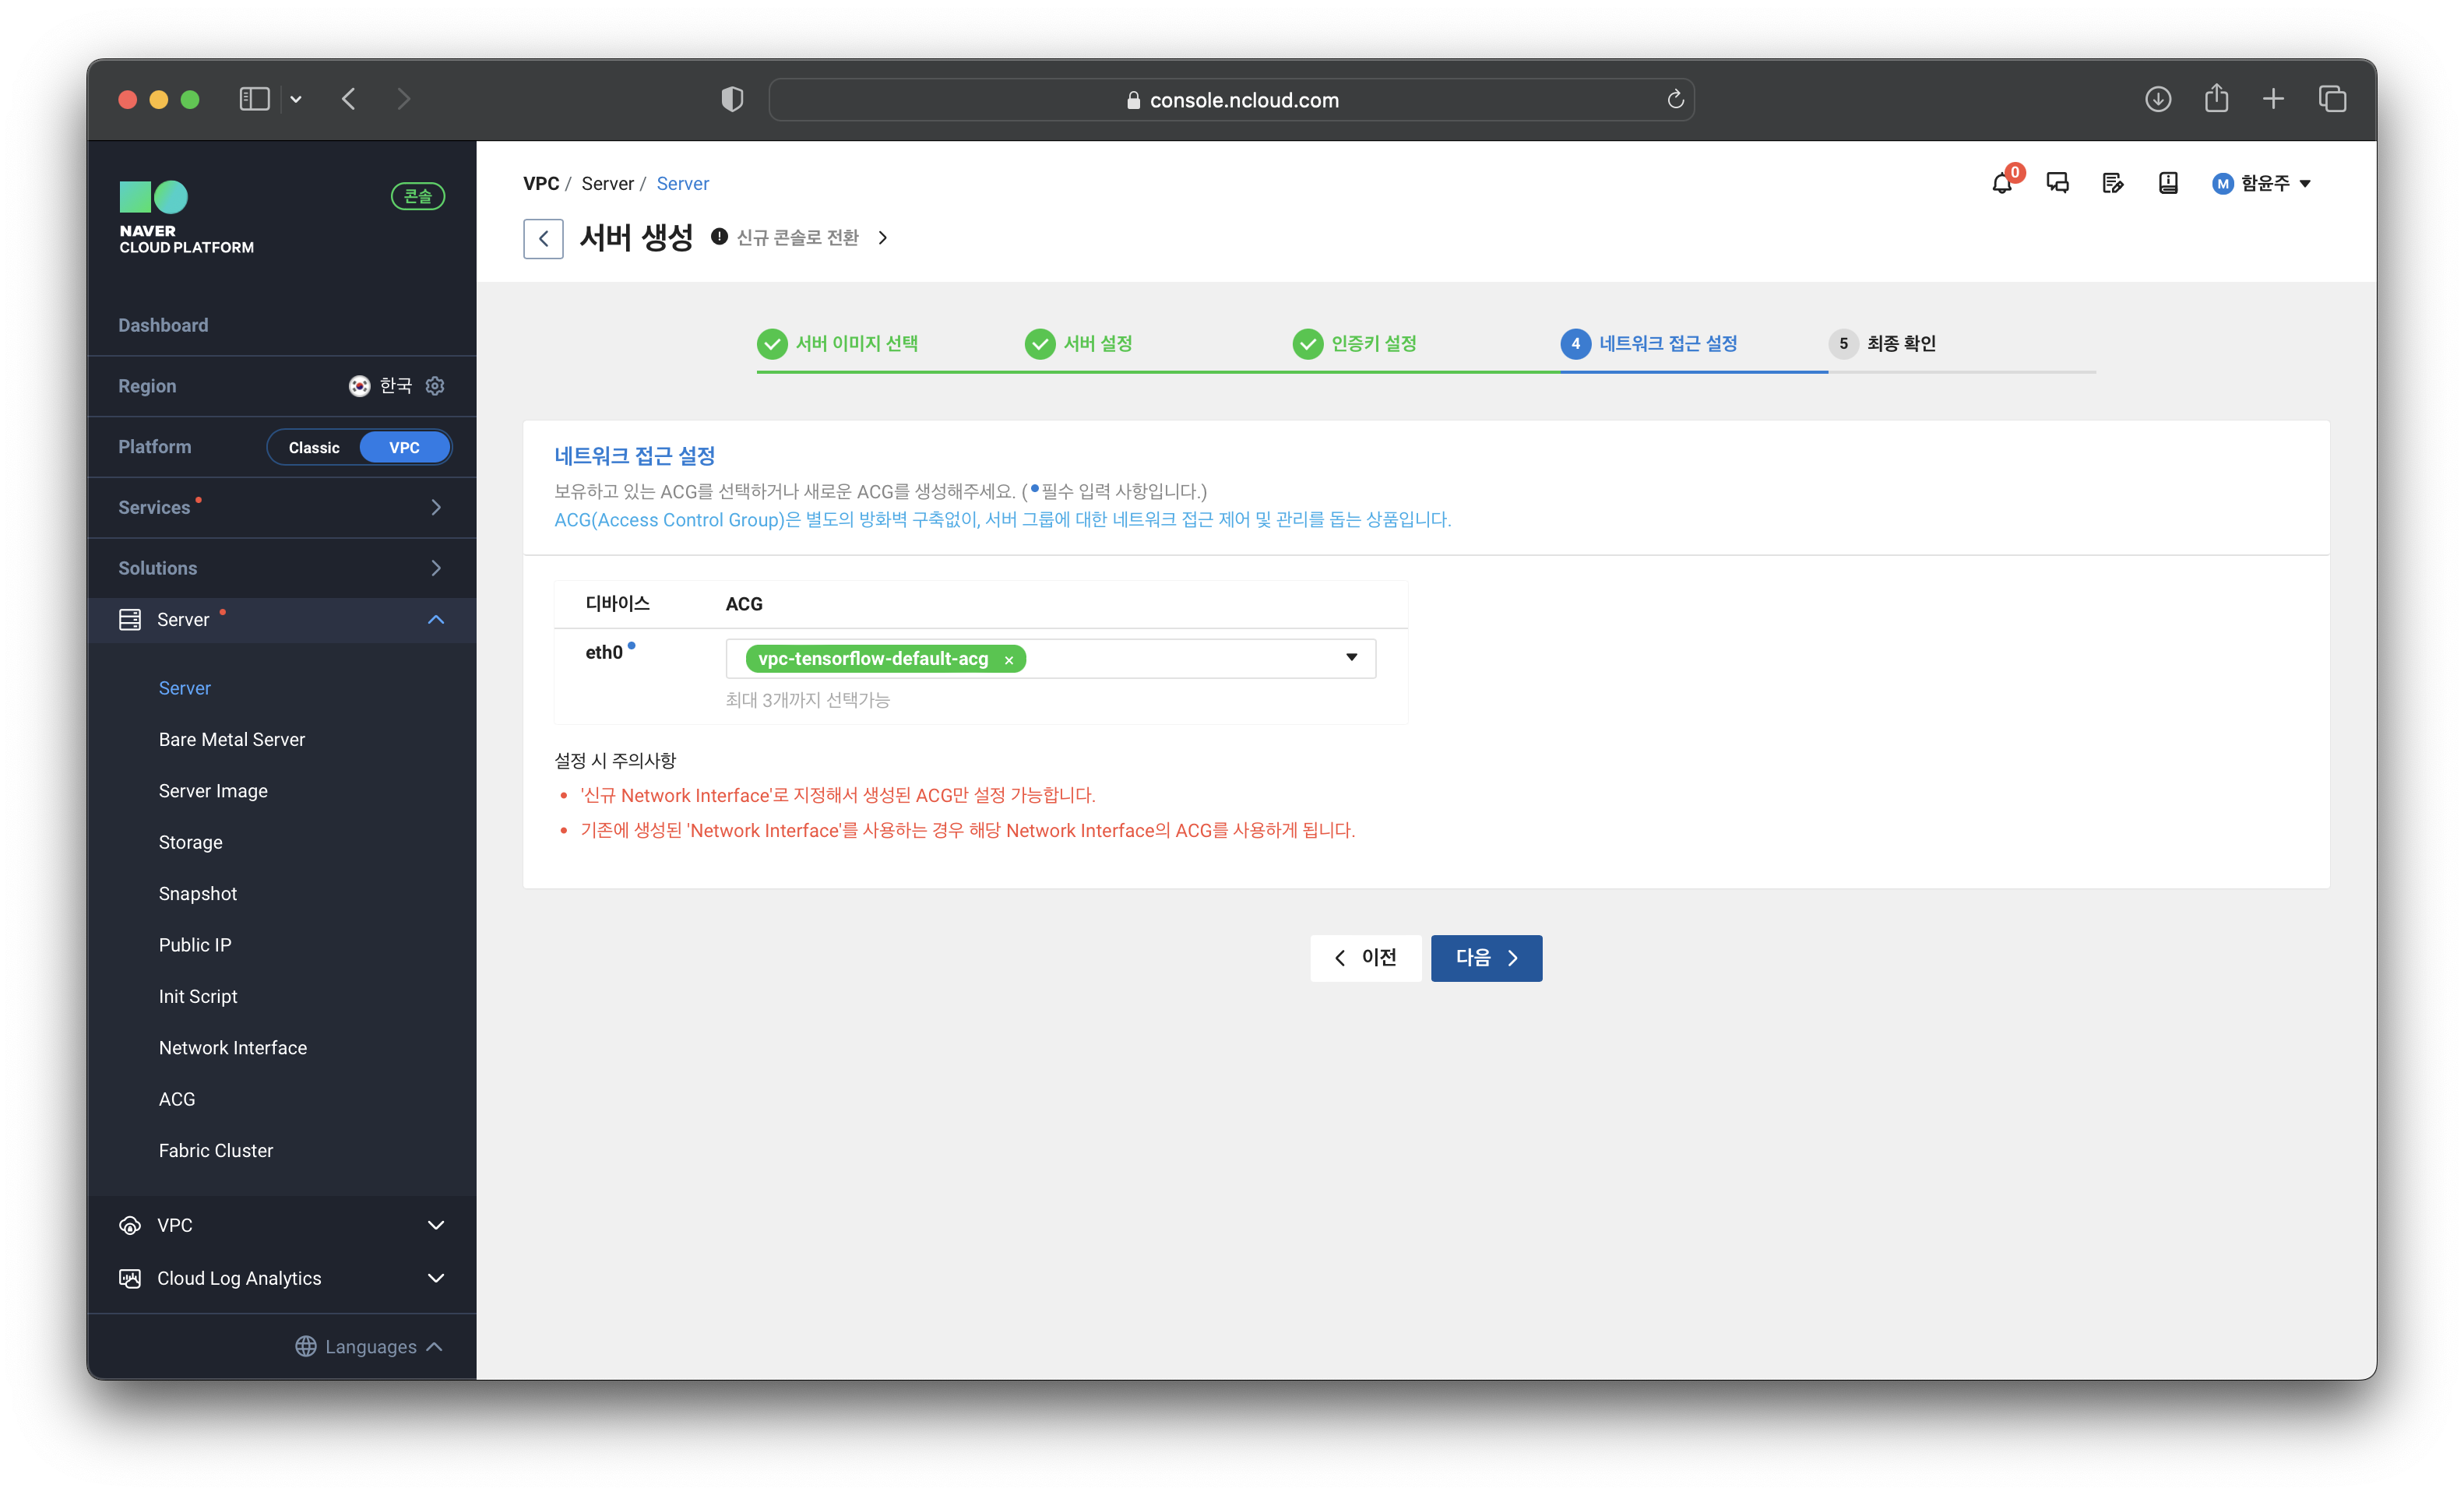 console.ncloud.com
NAVER
CLOUD PLATFORM
콘솔
Dashboard
Region 한국
Platform Classic VPC
Services
Solutions
Server
Server
Bare Metal Server
Server Image
Storage
Snapshot
Public IP
Init Script
Network Interface
ACG
Fabric Cluster
VPC
Cloud Log Analytics
Languages
VPC / Server / Server
0
M 함윤주
서버 생성 신규 콘솔로 전환
서버 이미지 선택 서버 설정 인증키 설정 4 네트워크 접근 설정 5 최종 확인
네트워크 접근 설정
보유하고 있는 ACG를 선택하거나 새로운 ACG를 생성해주세요. ( 필수 입력 사항입니다.)
ACG(Access Control Group)은 별도의 방화벽 구축없이, 서버 그룹에 대한 네트워크 접근 제어 및 관리를 돕는 상품입니다.
디바이스 ACG
eth0 vpc-tensorflow-default-acg ×
최대 3개까지 선택가능
설정 시 주의사항
• '신규 Network Interface'로 지정해서 생성된 ACG만 설정 가능합니다.
• 기존에 생성된 'Network Interface'를 사용하는 경우 해당 Network Interface의 ACG를 사용하게 됩니다.
이전 다음